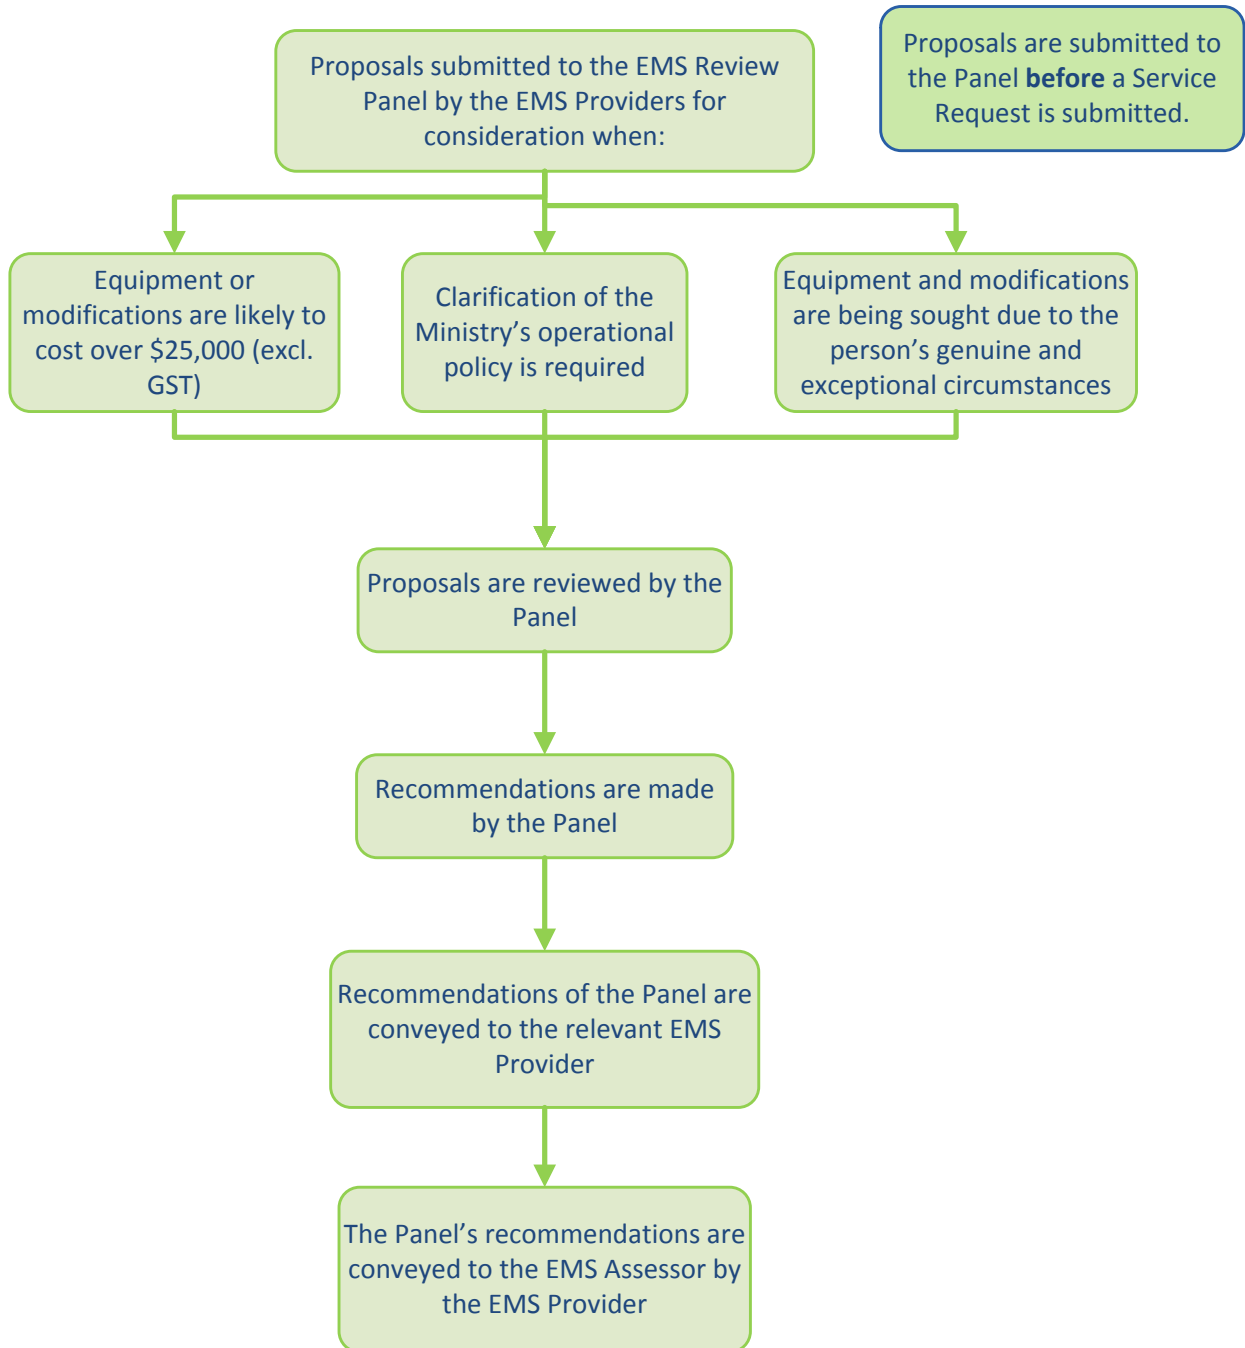 Proposals submitted to the EMS Review
Panel by the EMS Providers for
consideration when:
Proposals are submitted to
the Panel before a Service
Request is submitted.
Equipment or
modifications are likely to
cost over $25,000 (excl.
GST)
Clarification of the
Ministry’s operational
policy is required
Equipment and modifications
are being sought due to the
person’s genuine and
exceptional circumstances
Proposals are reviewed by the
Panel
Recommendations are made
by the Panel
Recommendations of the Panel are
conveyed to the relevant EMS
Provider
The Panel’s recommendations are
conveyed to the EMS Assessor by
the EMS Provider